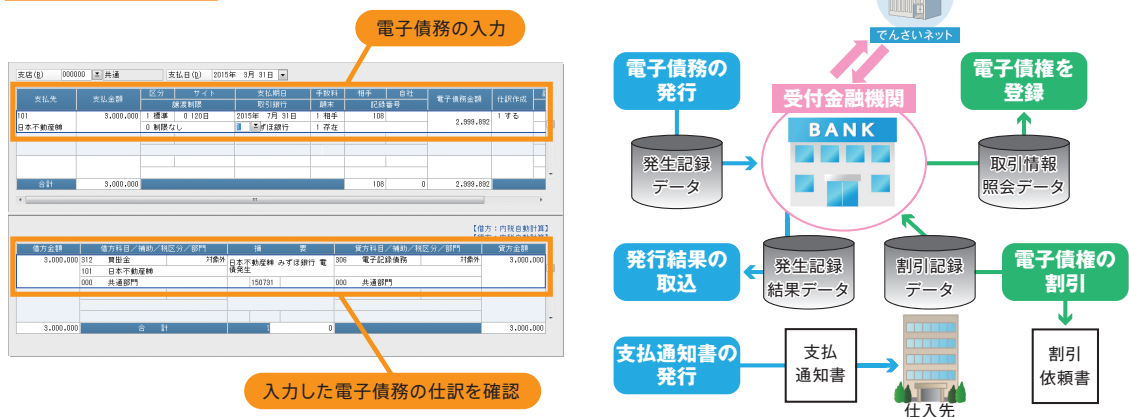 電子債務の入力
支店(B) 000000 共通 支払日(D) 2015年 3月 31日
支払先 支払金額 区分 サイト 支払期日 手数料 相手 自社 電子債務金額 仕訳作成
譲渡制限 取引銀行 顛末 記録番号
101 3,000,000 1 標準 0 120日 2015年 7月 31日 1 相手 108 2,999,892 1 する
日本不動産㈱ 0 制限なし ずほ銀行 1 存在
合計 3,000,000 108 0 2,999,892
【借方：内税自動計算】
借方金額 借方科目／補助／税区分／部門 摘 要 貸方科目／補助／税区分／部門 貸方金額
3,000,000 312 買掛金 対象外 日本不動産㈱ みずほ銀行 電債発生 306 電子記録債務 対象外 3,000,000
101 日本不動産㈱
000 共通部門 150731 000 共通部門
3,000,000 合 計 0 3,000,000
入力した電子債務の仕訳を確認
でんさいネット
電子債務の
発行
受付金融機関
電子債権を
登録
BANK
発生記録
データ
取引情報
照会データ
発行結果の
取込
発生記録
結果データ
割引記録
データ
電子債権の
割引
支払通知書の
発行
支払
通知書
割引
依頼書
仕入先